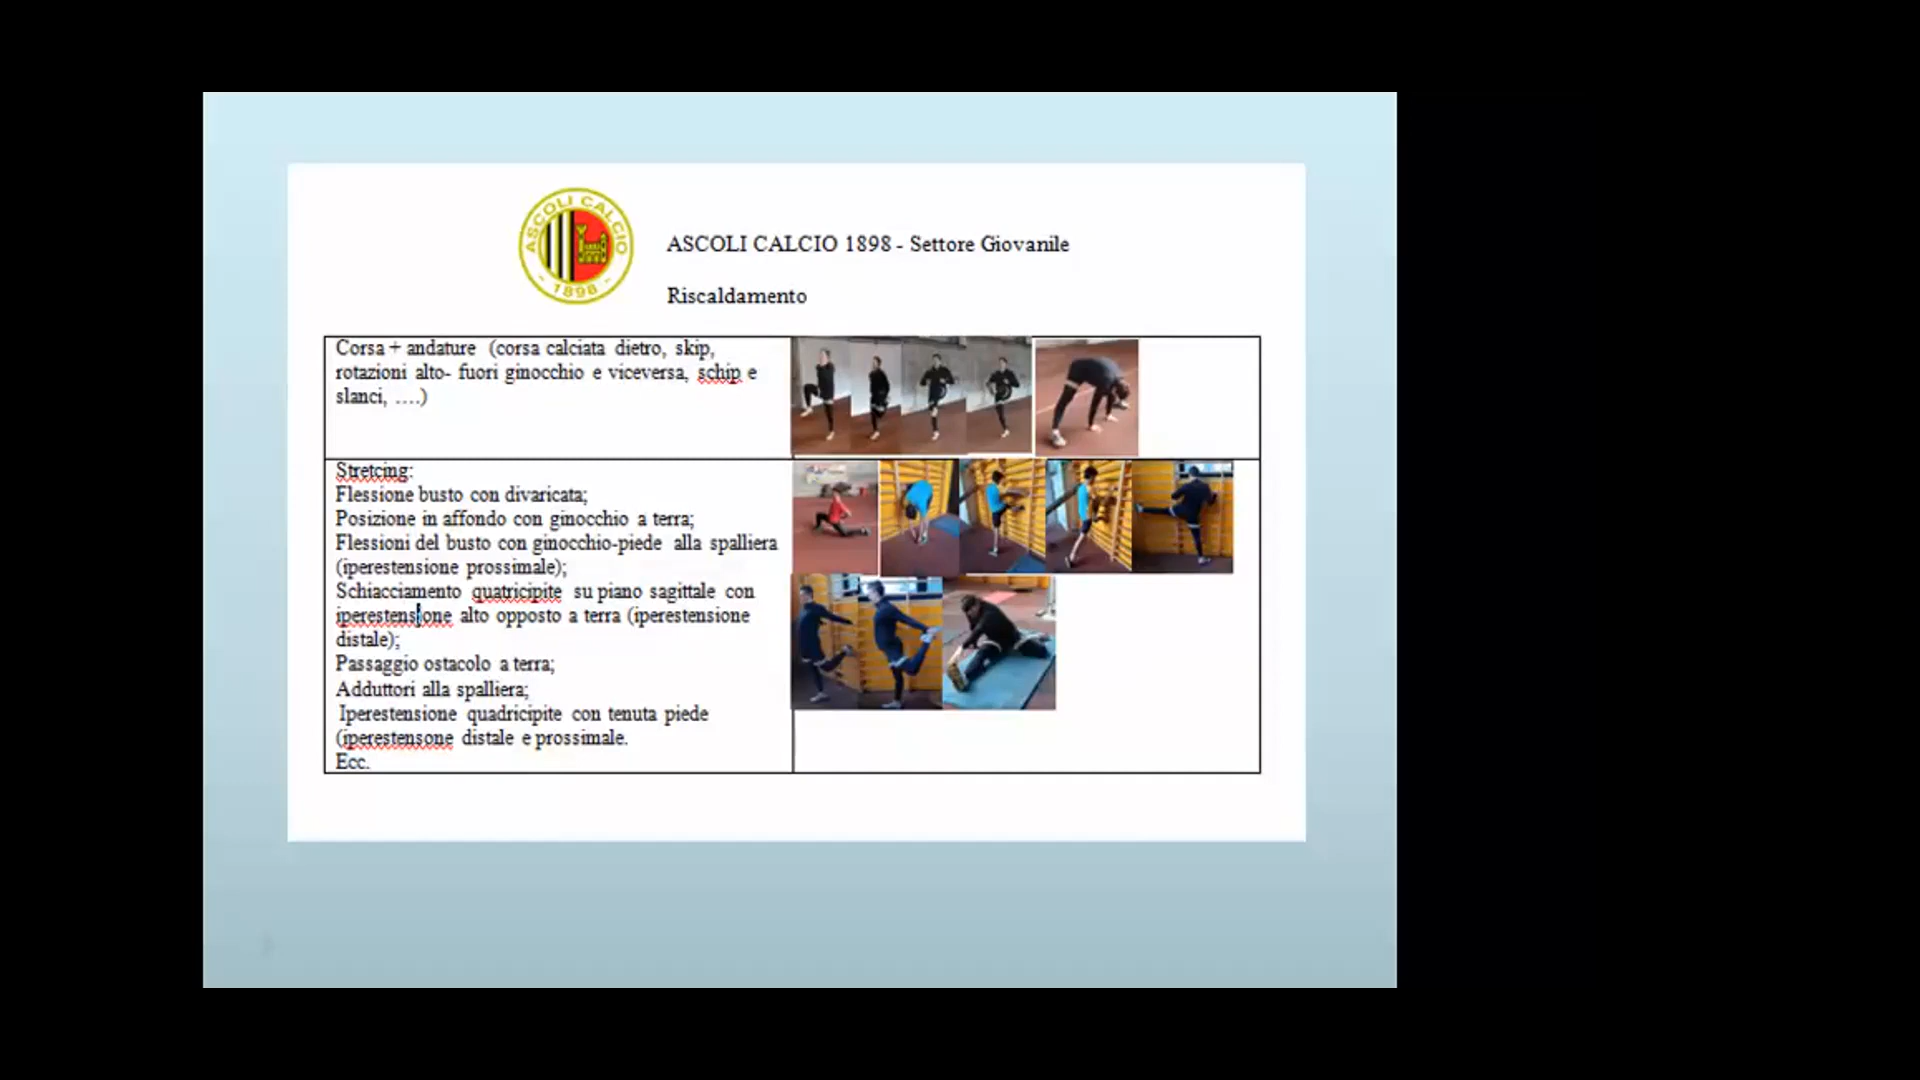 ASCOLI CALCIO
1898
ASCOLI CALCIO 1898 - Settore Giovanile
Riscaldamento
Corsa + andature (corsa calciata dietro, skip,
rotazioni alto- fuori ginocchio e viceversa, schip e
slanci, ....)
Stretcing:
Flessione busto con divaricata;
Posizione in affondo con ginocchio a terra;
Flessioni del busto con ginocchio-piede alla spalliera
(iperestensione prossimale);
Schiacciamento quatricipite su piano sagittale con
iperestensione alto opposto a terra (iperestensione
distale);
Passaggio ostacolo a terra;
Adduttori alla spalliera;
Iperestensione quadricipite con tenuta piede
(iperestensone distale e prossimale.
Ecc.